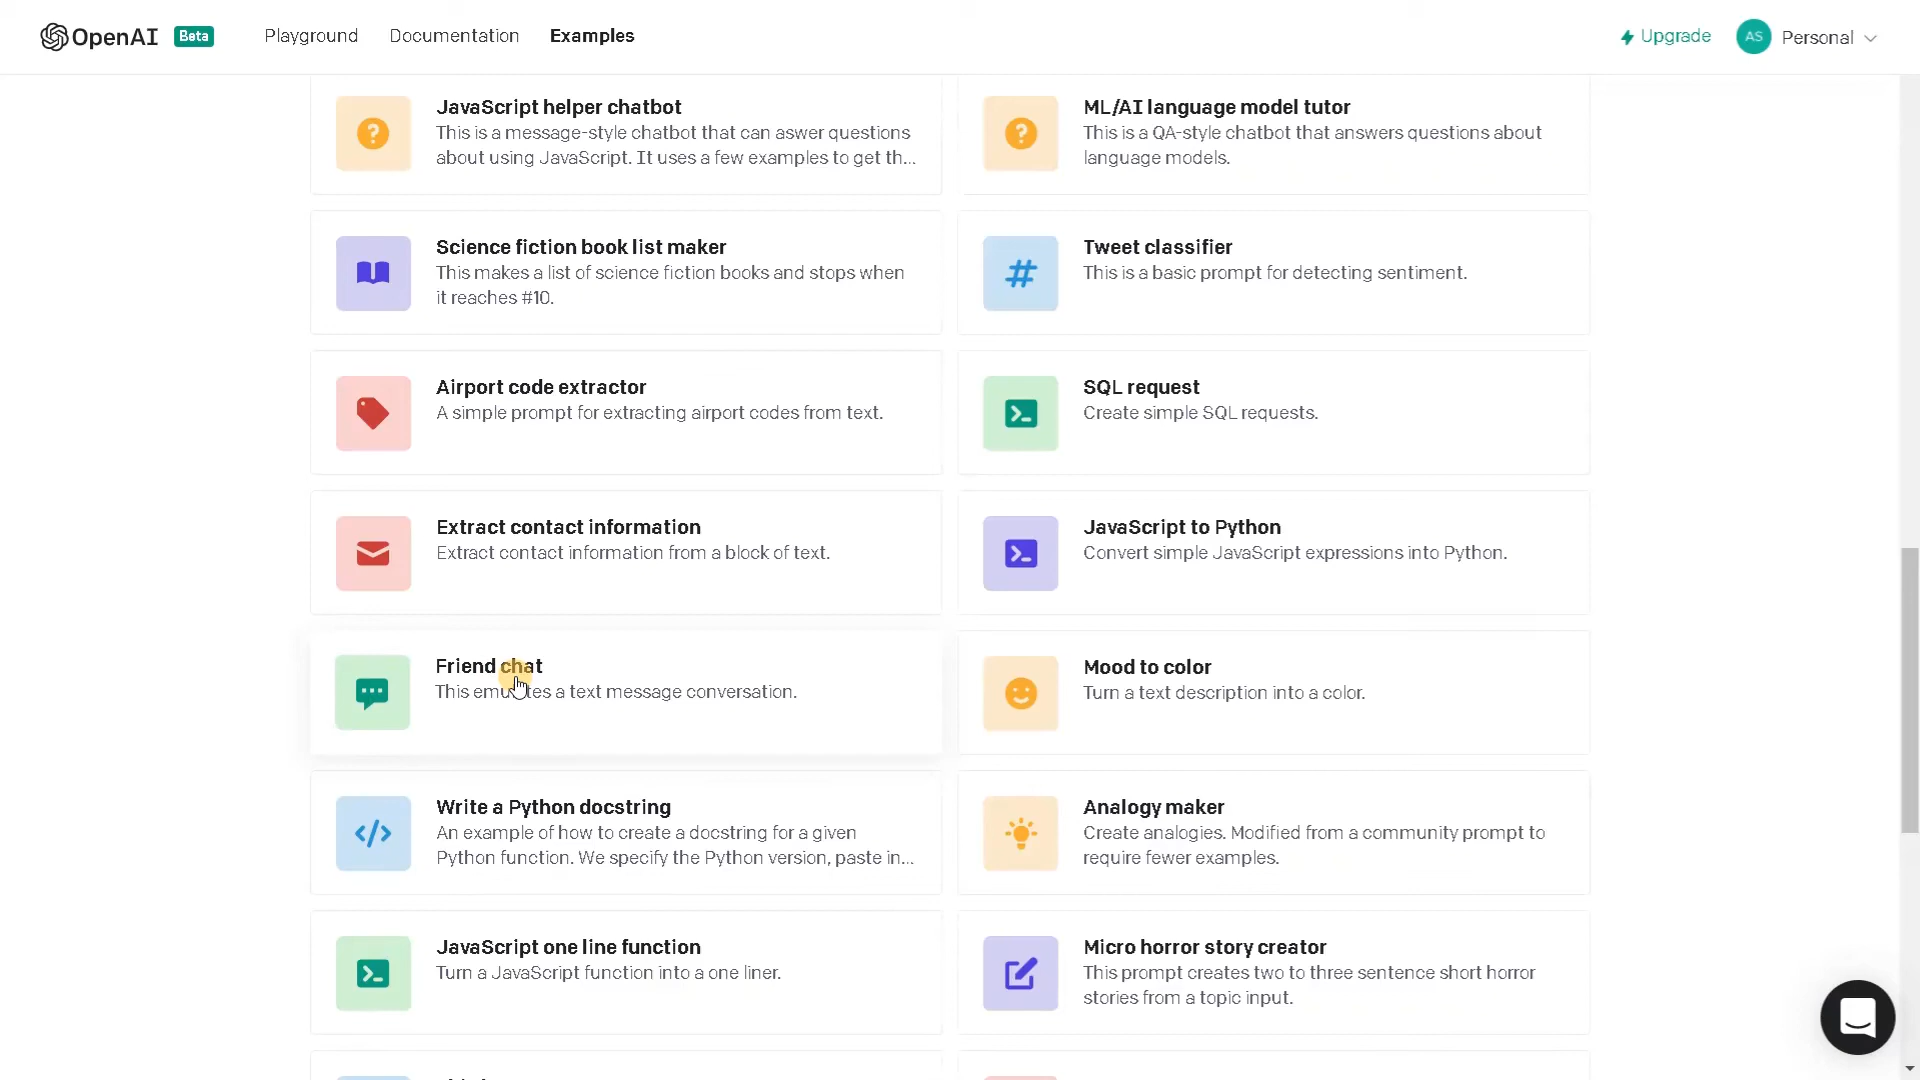 OpenAI Beta Playground Documentation Examples Upgrade AS Personal
JavaScript helper chatbot
This is a message-style chatbot that can aswer questions
about using JavaScript. It uses a few examples to get th...
ML/AI language model tutor
This is a QA-style chatbot that answers questions about
language models.
Science fiction book list maker
This makes a list of science fiction books and stops when
it reaches #10.
Tweet classifier
This is a basic prompt for detecting sentiment.
Airport code extractor
A simple prompt for extracting airport codes from text.
SQL request
Create simple SQL requests.
Extract contact information
Extract contact information from a block of text.
JavaScript to Python
Convert simple JavaScript expressions into Python.
Friend chat
This emulates a text message conversation.
Mood to color
Turn a text description into a color.
Write a Python docstring
An example of how to create a docstring for a given
Python function. We specify the Python version, paste in...
Analogy maker
Create analogies. Modified from a community prompt to
require fewer examples.
JavaScript one line function
Turn a JavaScript function into a one liner.
Micro horror story creator
This prompt creates two to three sentence short horror
stories from a topic input.